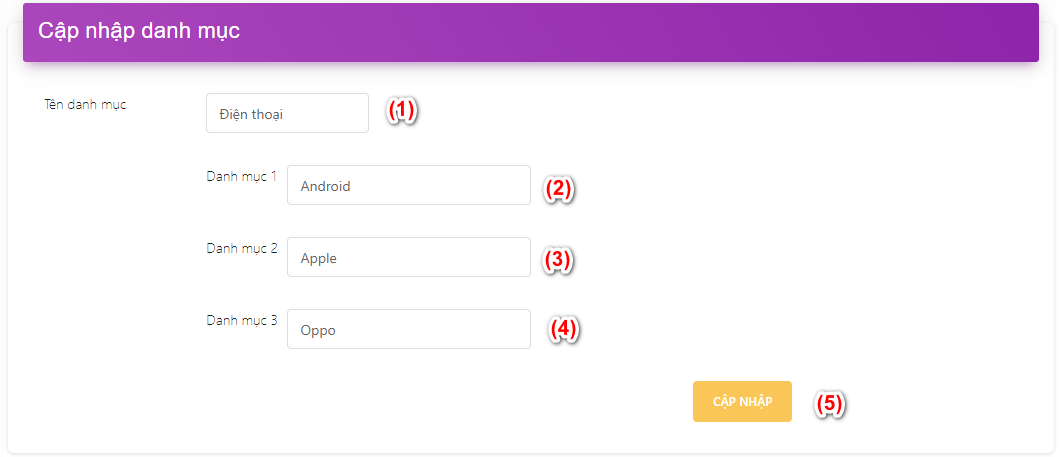 Cập nhập danh mục
Tên danh mục Điện thoại (1)
Danh mục 1 Android (2)
Danh mục 2 Apple (3)
Danh mục 3 Oppo (4)
CẬP NHẬP (5)